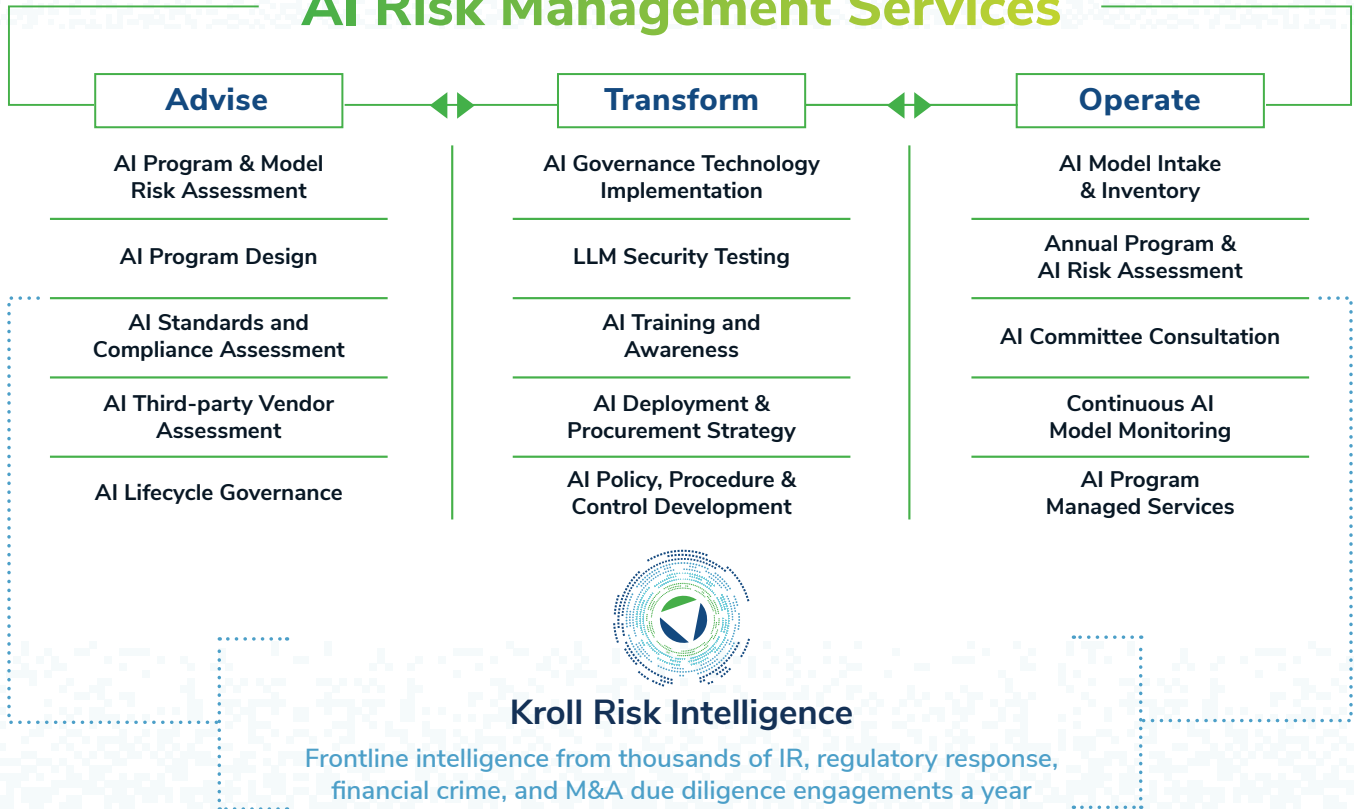 AI Risk Management Services
Advise
AI Program & Model
Risk Assessment
AI Program Design
AI Standards and
Compliance Assessment
AI Third-party Vendor
Assessment
AI Lifecycle Governance
Transform
AI Governance Technology
Implementation
LLM Security Testing
AI Training and
Awareness
AI Deployment &
Procurement Strategy
AI Policy, Procedure &
Control Development
Operate
AI Model Intake
& Inventory
Annual Program &
AI Risk Assessment
AI Committee Consultation
Continuous AI
Model Monitoring
AI Program
Managed Services
Kroll Risk Intelligence
Frontline intelligence from thousands of IR, regulatory response,
financial crime, and M&A due diligence engagements a year